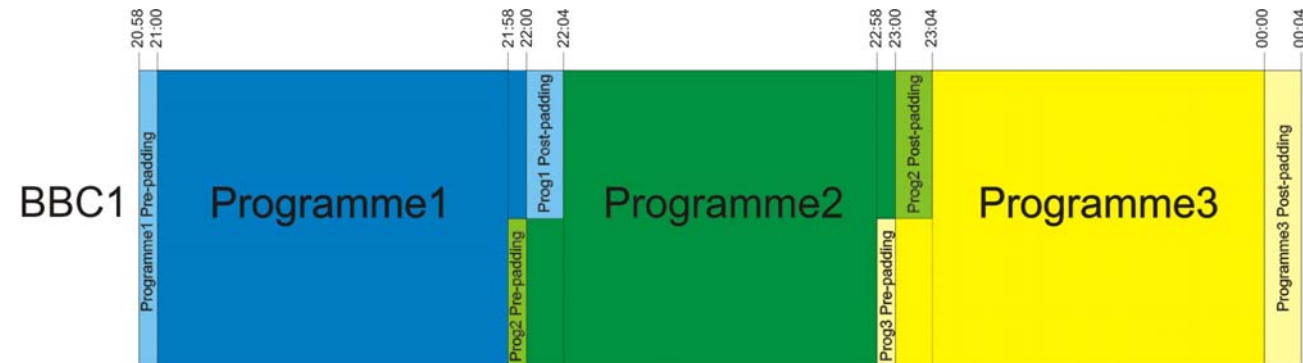 20.58
21:00
21:58
22:00
22:04
22:58
23:00
23:04
00:00
00:04
BBC1
Programme1 Pre-padding
Programme1
Prog2 Pre-padding
Prog1 Post-padding
Programme2
Prog3 Pre-padding
Prog2 Post-padding
Programme3
Programme3 Post-padding